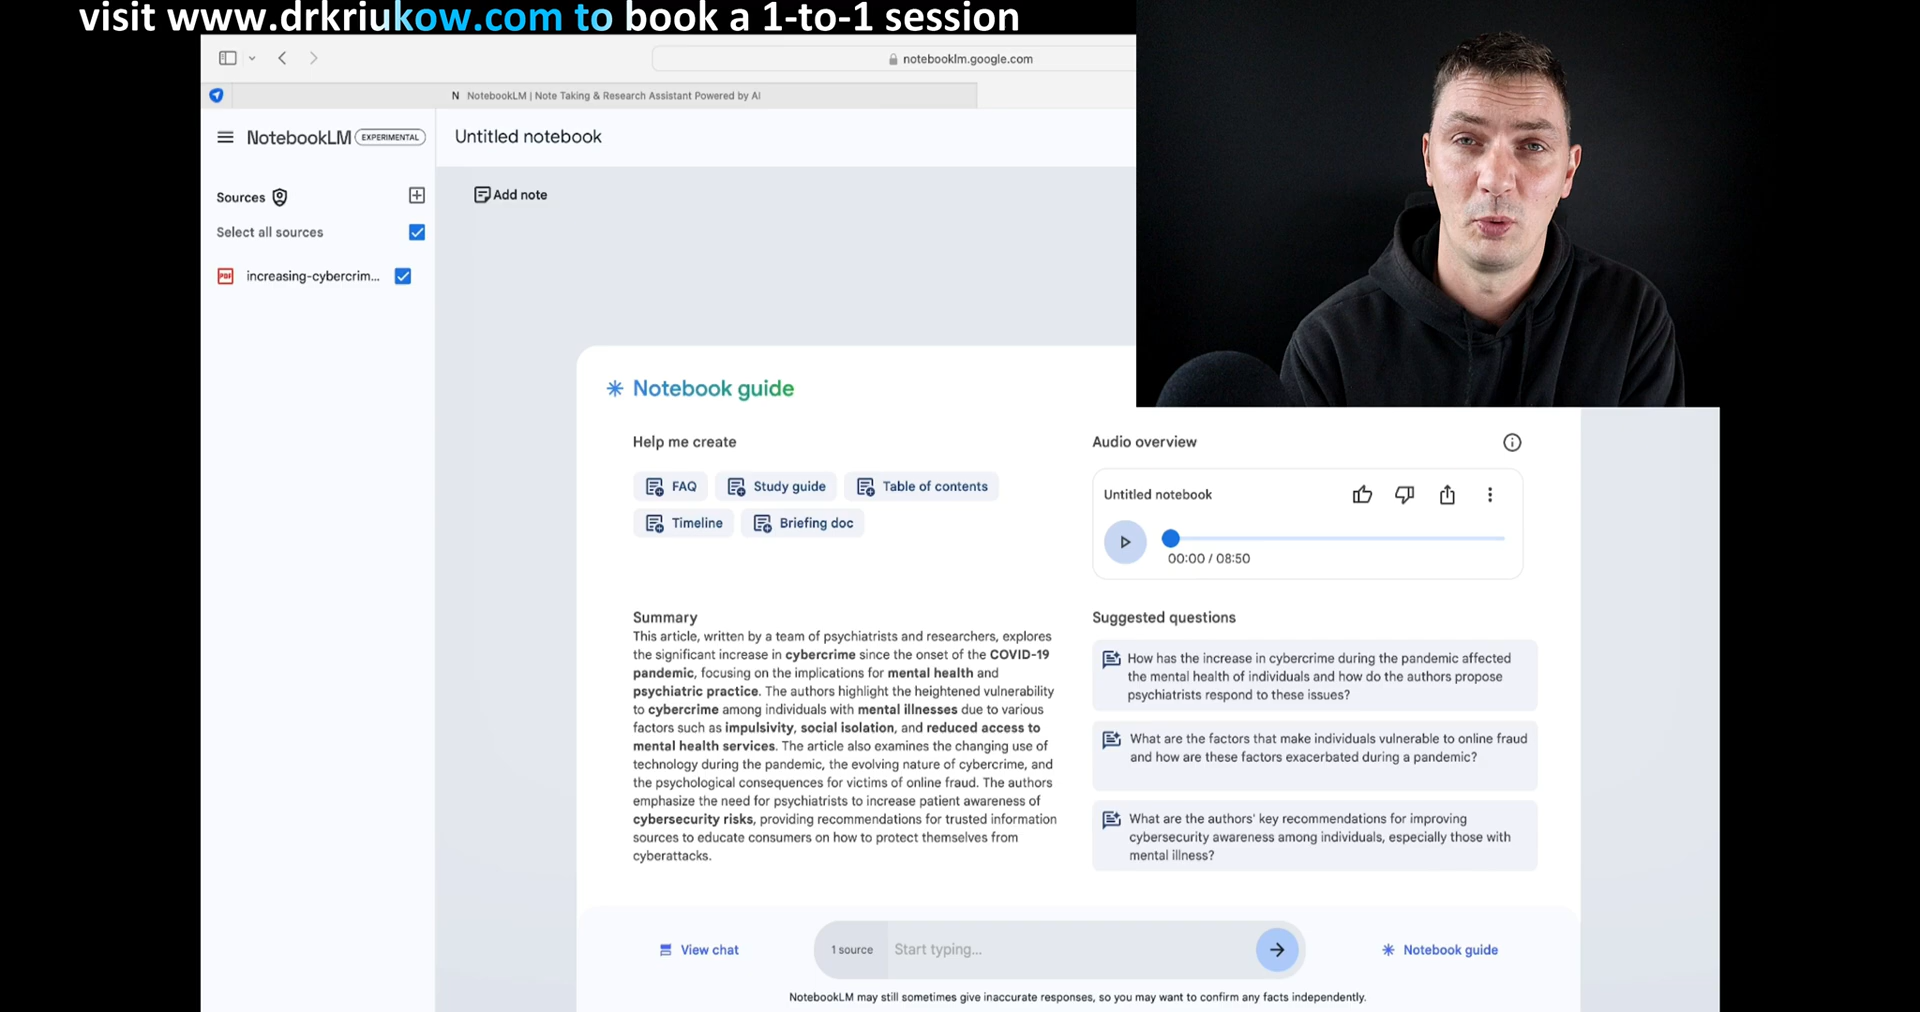 visit www.drkriukow.com to book a 1-to-1 session
notebooklm.google.com
N NotebookLM | Note Taking & Research Assistant Powered by AI
NotebookLM EXPERIMENTAL
Untitled notebook
Sources
Add note
Select all sources
PDF increasing-cybercrim...
Notebook guide
Help me create
FAQ
Study guide
Table of contents
Timeline
Briefing doc
Audio overview
Untitled notebook
00:00 / 08:50
Summary
This article, written by a team of psychiatrists and researchers, explores
the significant increase in cybercrime since the onset of the COVID-19
pandemic, focusing on the implications for mental health and
psychiatric practice. The authors highlight the heightened vulnerability
to cybercrime among individuals with mental illnesses due to various
factors such as impulsivity, social isolation, and reduced access to
mental health services. The article also examines the changing use of
technology during the pandemic, the evolving nature of cybercrime, and
the psychological consequences for victims of online fraud. The authors
emphasize the need for psychiatrists to increase patient awareness of
cybersecurity risks, providing recommendations for trusted information
sources to educate consumers on how to protect themselves from
cyberattacks.
Suggested questions
How has the increase in cybercrime during the pandemic affected
the mental health of individuals and how do the authors propose
psychiatrists respond to these issues?
What are the factors that make individuals vulnerable to online fraud
and how are these factors exacerbated during a pandemic?
What are the authors' key recommendations for improving
cybersecurity awareness among individuals, especially those with
mental illness?
View chat
1 source
Start typing...
Notebook guide
NotebookLM may still sometimes give inaccurate responses, so you may want to confirm any facts independently.